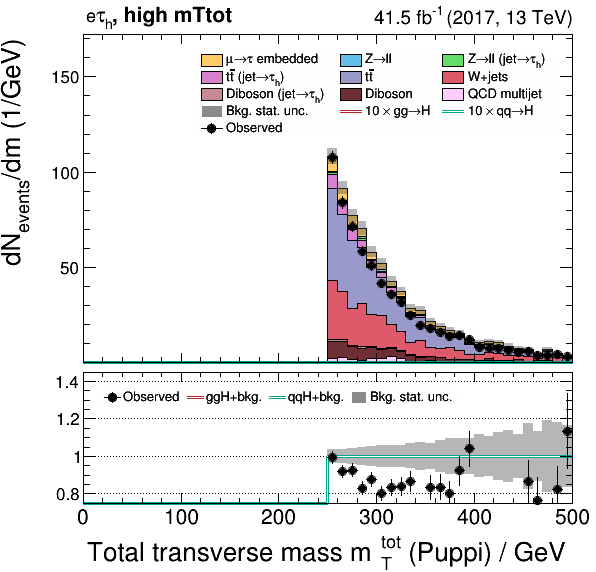 eτh, high mTtot
41.5 fb⁻¹ (2017, 13 TeV)
μ→τ embedded Z→ll Z→ll (jet→τh)
tt̄ (jet→τh) tt̄ W+jets
Diboson (jet→τh) Diboson QCD multijet
Bkg. stat. unc. 10 × gg→H 10 × qq→H
Observed
dNevents/dm (1/GeV)
150
100
50
Observed ggH+bkg. qqH+bkg. Bkg. stat. unc.
1.4
1.2
1
0.8
0 100 200 300 400 500
Total transverse mass m T tot (Puppi) / GeV